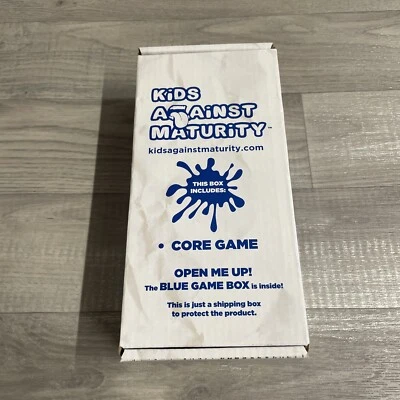 KiDS
AGAiNST
MATURiTY™
kidsagainstmaturity.com
THIS BOX
INCLUDES:
• CORE GAME
OPEN ME UP!
The BLUE GAME BOX is inside!
This is just a shipping box
to protect the product.